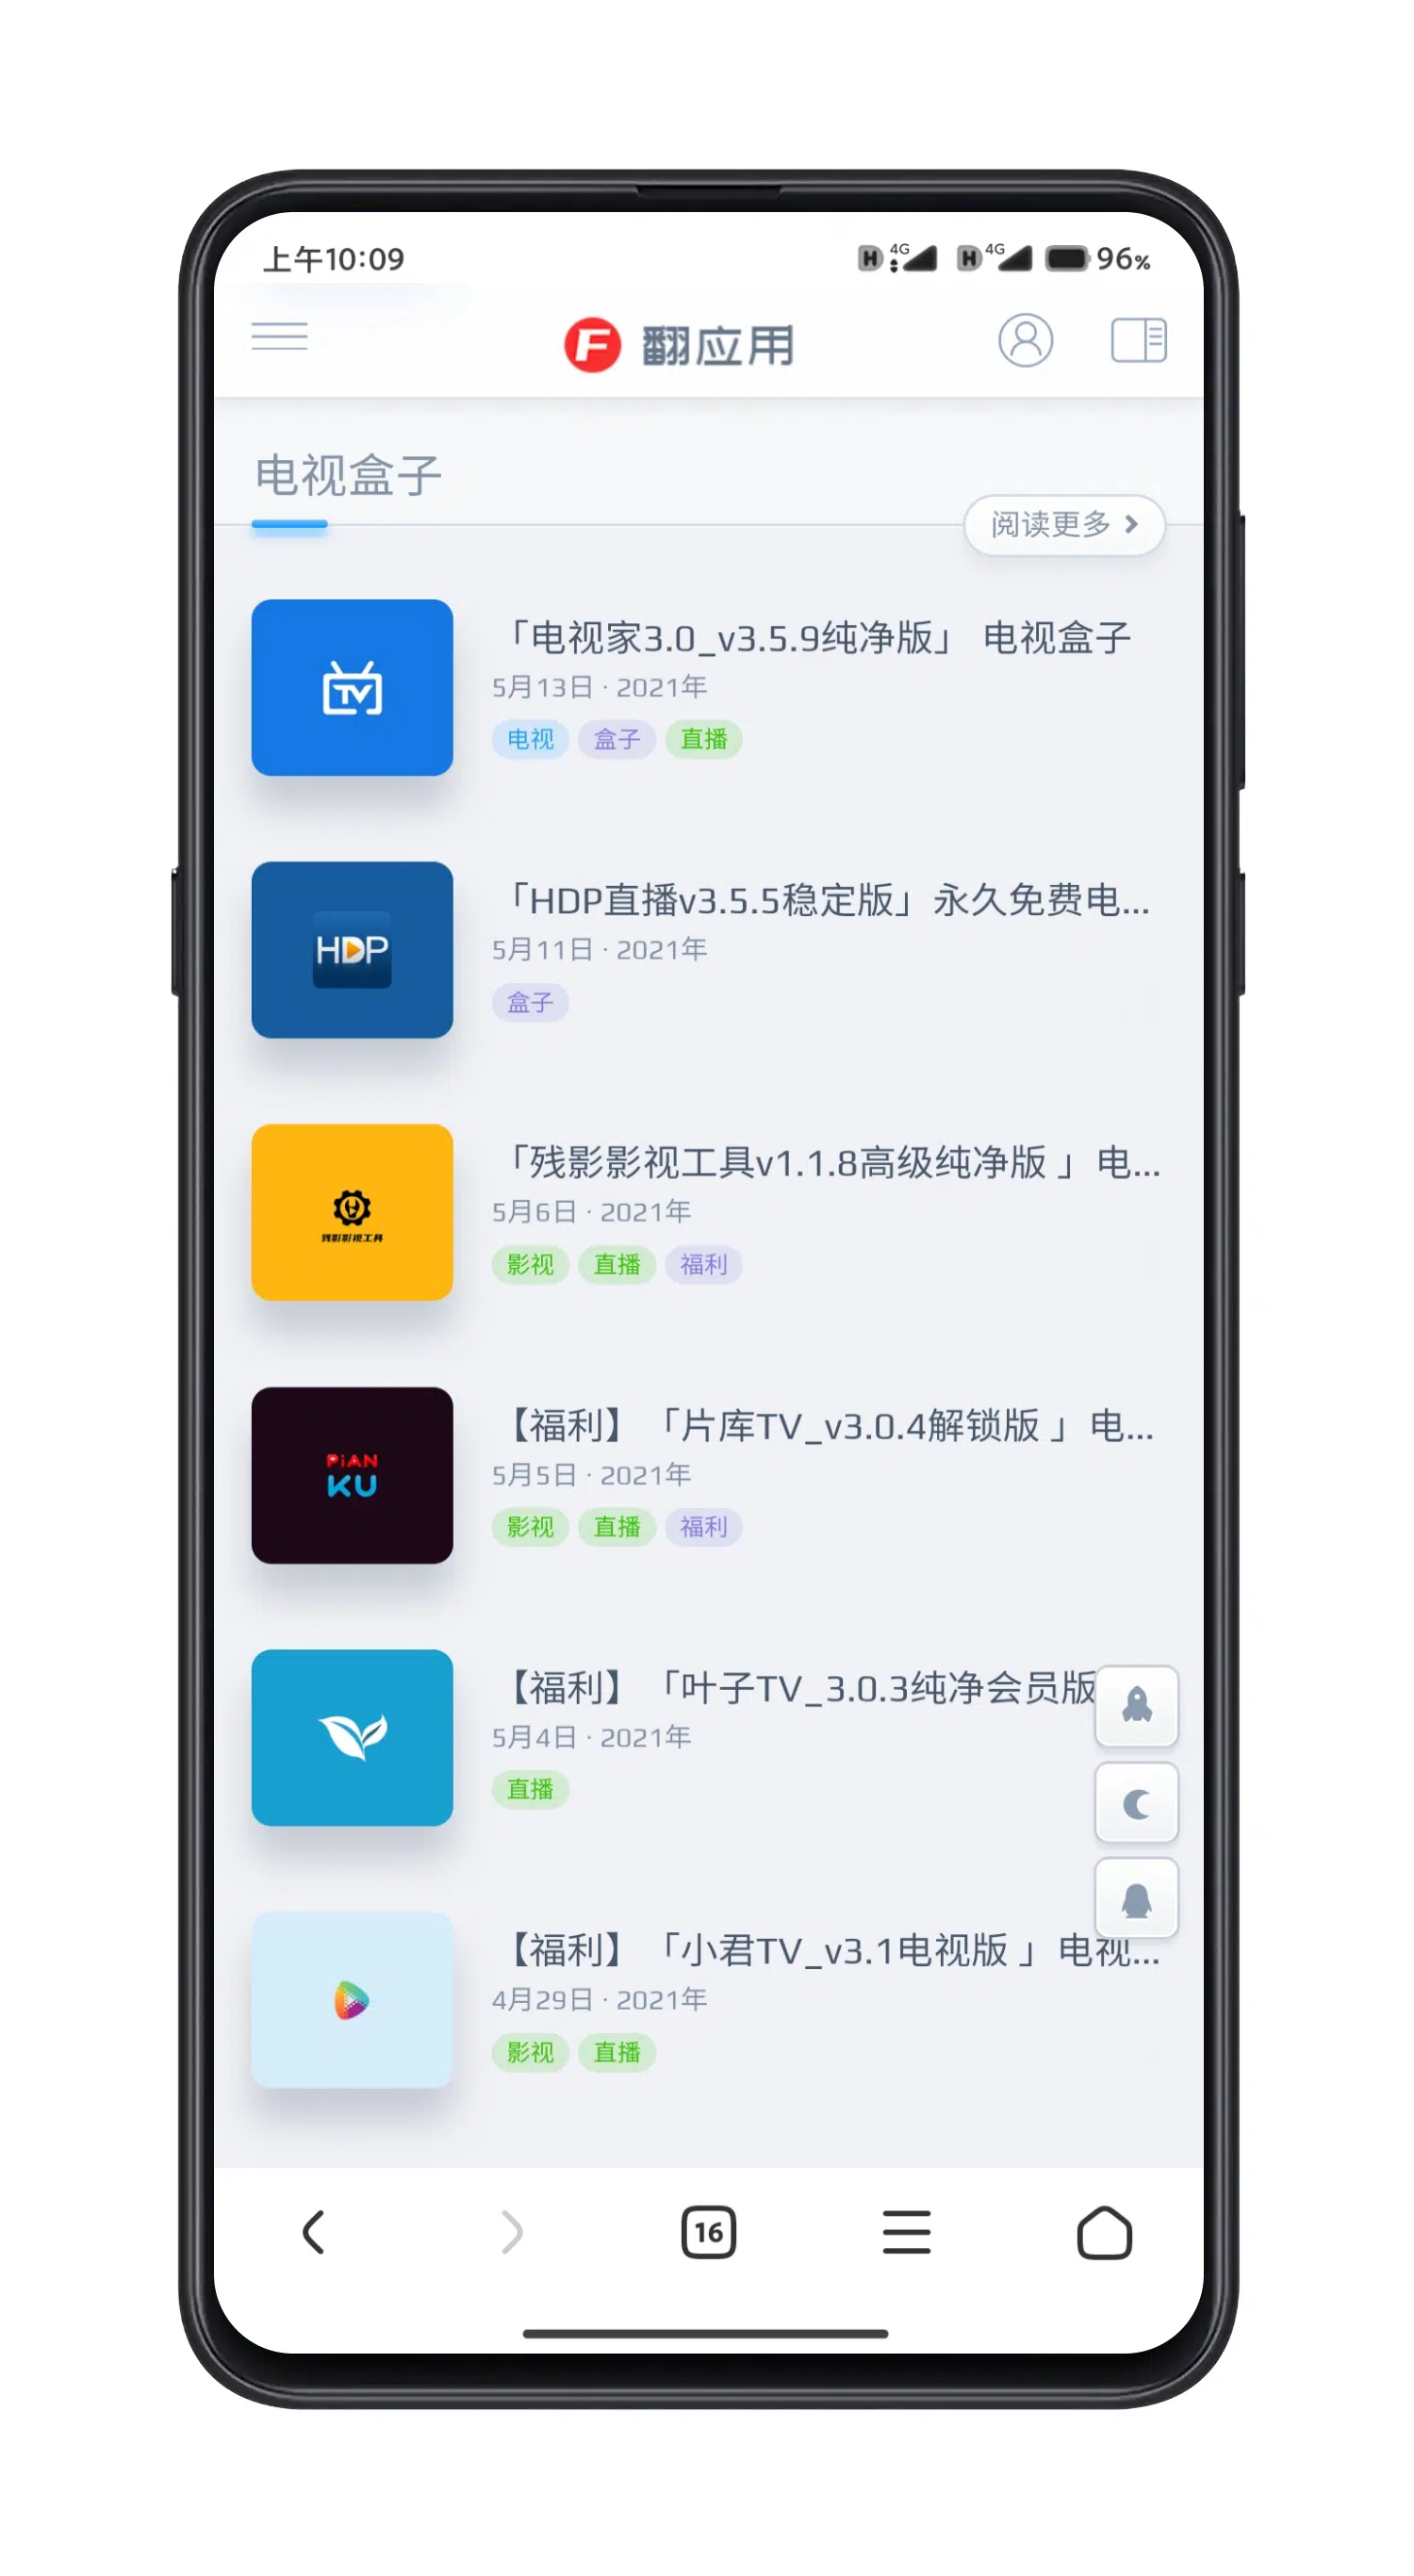 上午10:09
4G 4G 96%
F 翻应用
电视盒子
阅读更多
「电视家3.0_v3.5.9纯净版」 电视盒子
5月13日 · 2021年
TV
电视 盒子 直播
「HDP直播v3.5.5稳定版」永久免费电...
HDP
5月11日 · 2021年
盒子
「残影影视工具v1.1.8高级纯净版 」电...
5月6日 · 2021年
残影影视工具
影视 直播 福利
【福利】「片库TV_v3.0.4解锁版 」电...
PiAN
KU
5月5日 · 2021年
影视 直播 福利
【福利】「叶子TV_3.0.3纯净会员版
5月4日 · 2021年
直播
【福利】「小君TV_v3.1电视版 」电视...
4月29日 · 2021年
影视 直播
16